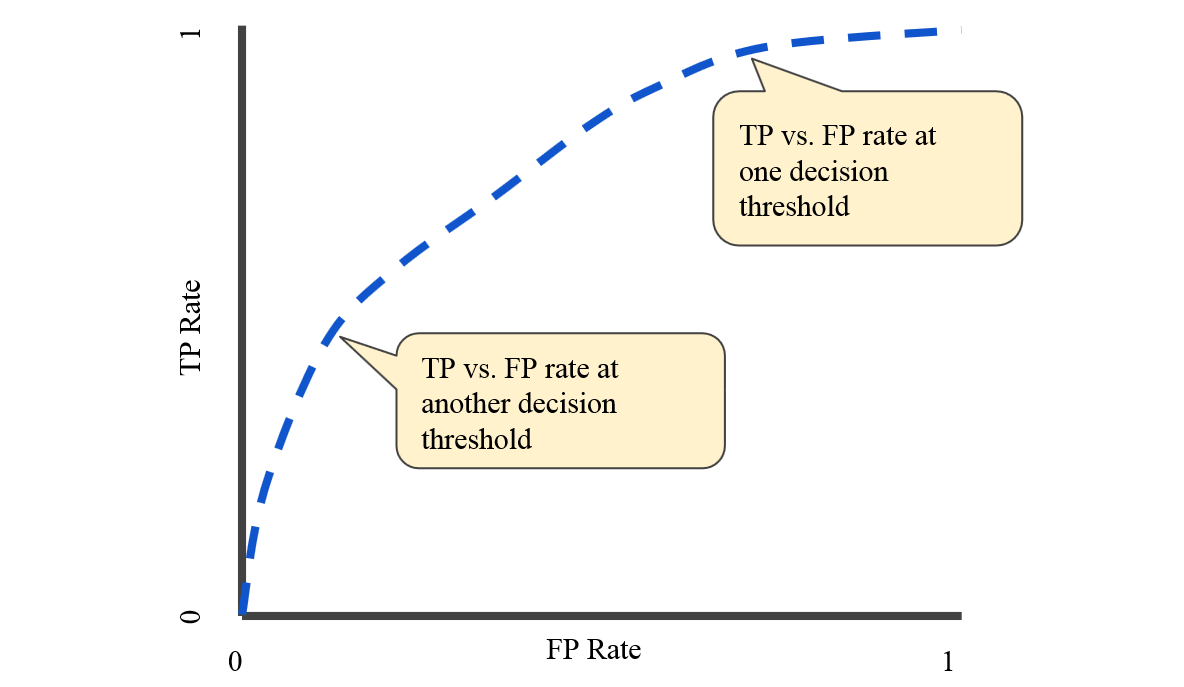 1
TP vs. FP rate at
one decision
threshold
TP Rate
TP vs. FP rate at
another decision
threshold
0
0
FP Rate
1